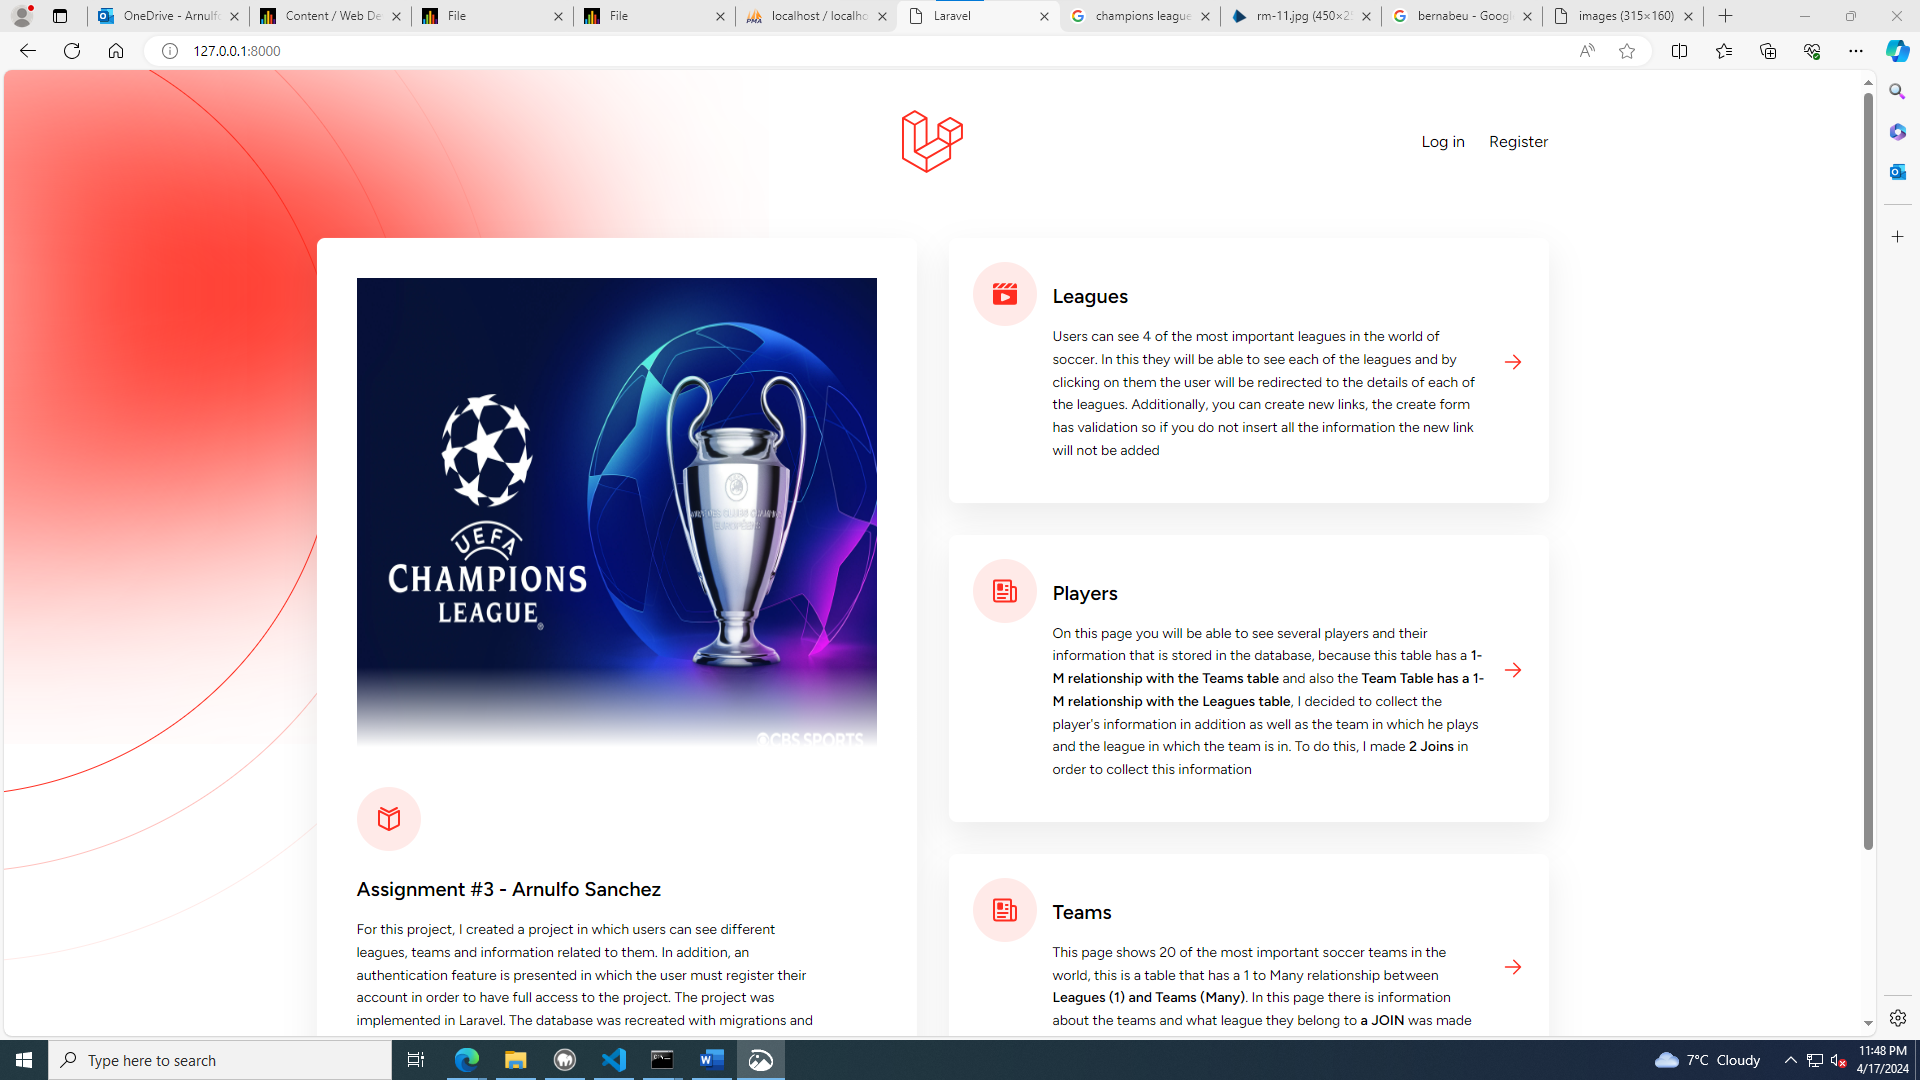 OneDrive - Arnulfo
Content / Web De
File
File
localhost / localho
Laravel
champions league
rm-11.jpg (450×25
bernabeu - Googl
images (315×160)
127.0.0.1:8000
Log in
Register
UEFA
CHAMPIONS
LEAGUE
CBS SPORTS
Assignment #3 - Arnulfo Sanchez
For this project, I created a project in which users can see different
leagues, teams and information related to them. In addition, an
authentication feature is presented in which the user must register their
account in order to have full access to the project. The project was
implemented in Laravel. The database was recreated with migrations and
Leagues
Users can see 4 of the most important leagues in the world of
soccer. In this they will be able to see each of the leagues and by
clicking on them the user will be redirected to the details of each of
the leagues. Additionally, you can create new links, the create form
has validation so if you do not insert all the information the new link
will not be added
Players
On this page you will be able to see several players and their
information that is stored in the database, because this table has a 1-
M relationship with the Teams table and also the Team Table has a 1-
M relationship with the Leagues table, I decided to collect the
player's information in addition as well as the team in which he plays
and the league in which the team is in. To do this, I made 2 Joins in
order to collect this information
Teams
This page shows 20 of the most important soccer teams in the
world, this is a table that has a 1 to Many relationship between
Leagues (1) and Teams (Many). In this page there is information
about the teams and what league they belong to a JOIN was made
Type here to search
7°C Cloudy
11:48 PM
4/17/2024